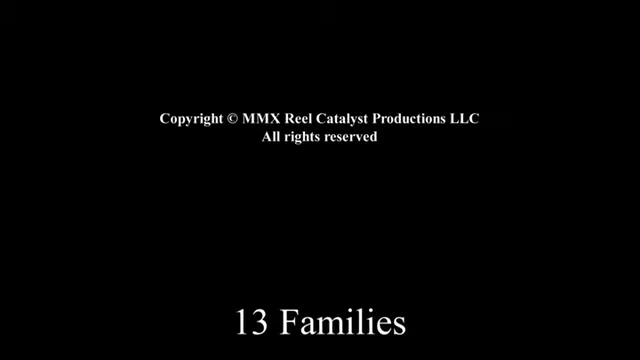 Copyright © MMX Reel Catalyst Productions LLC
All rights reserved
13 Families